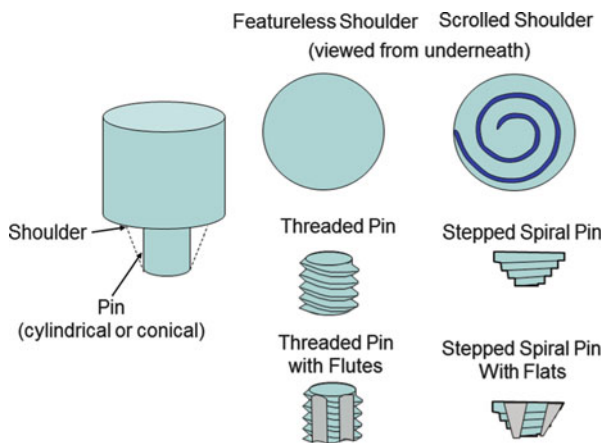 Featureless Shoulder
Scrolled Shoulder
(viewed from underneath)
Shoulder
Pin
(cylindrical or conical)
Threaded Pin
Stepped Spiral Pin
Threaded Pin
with Flutes
Stepped Spiral Pin
With Flats